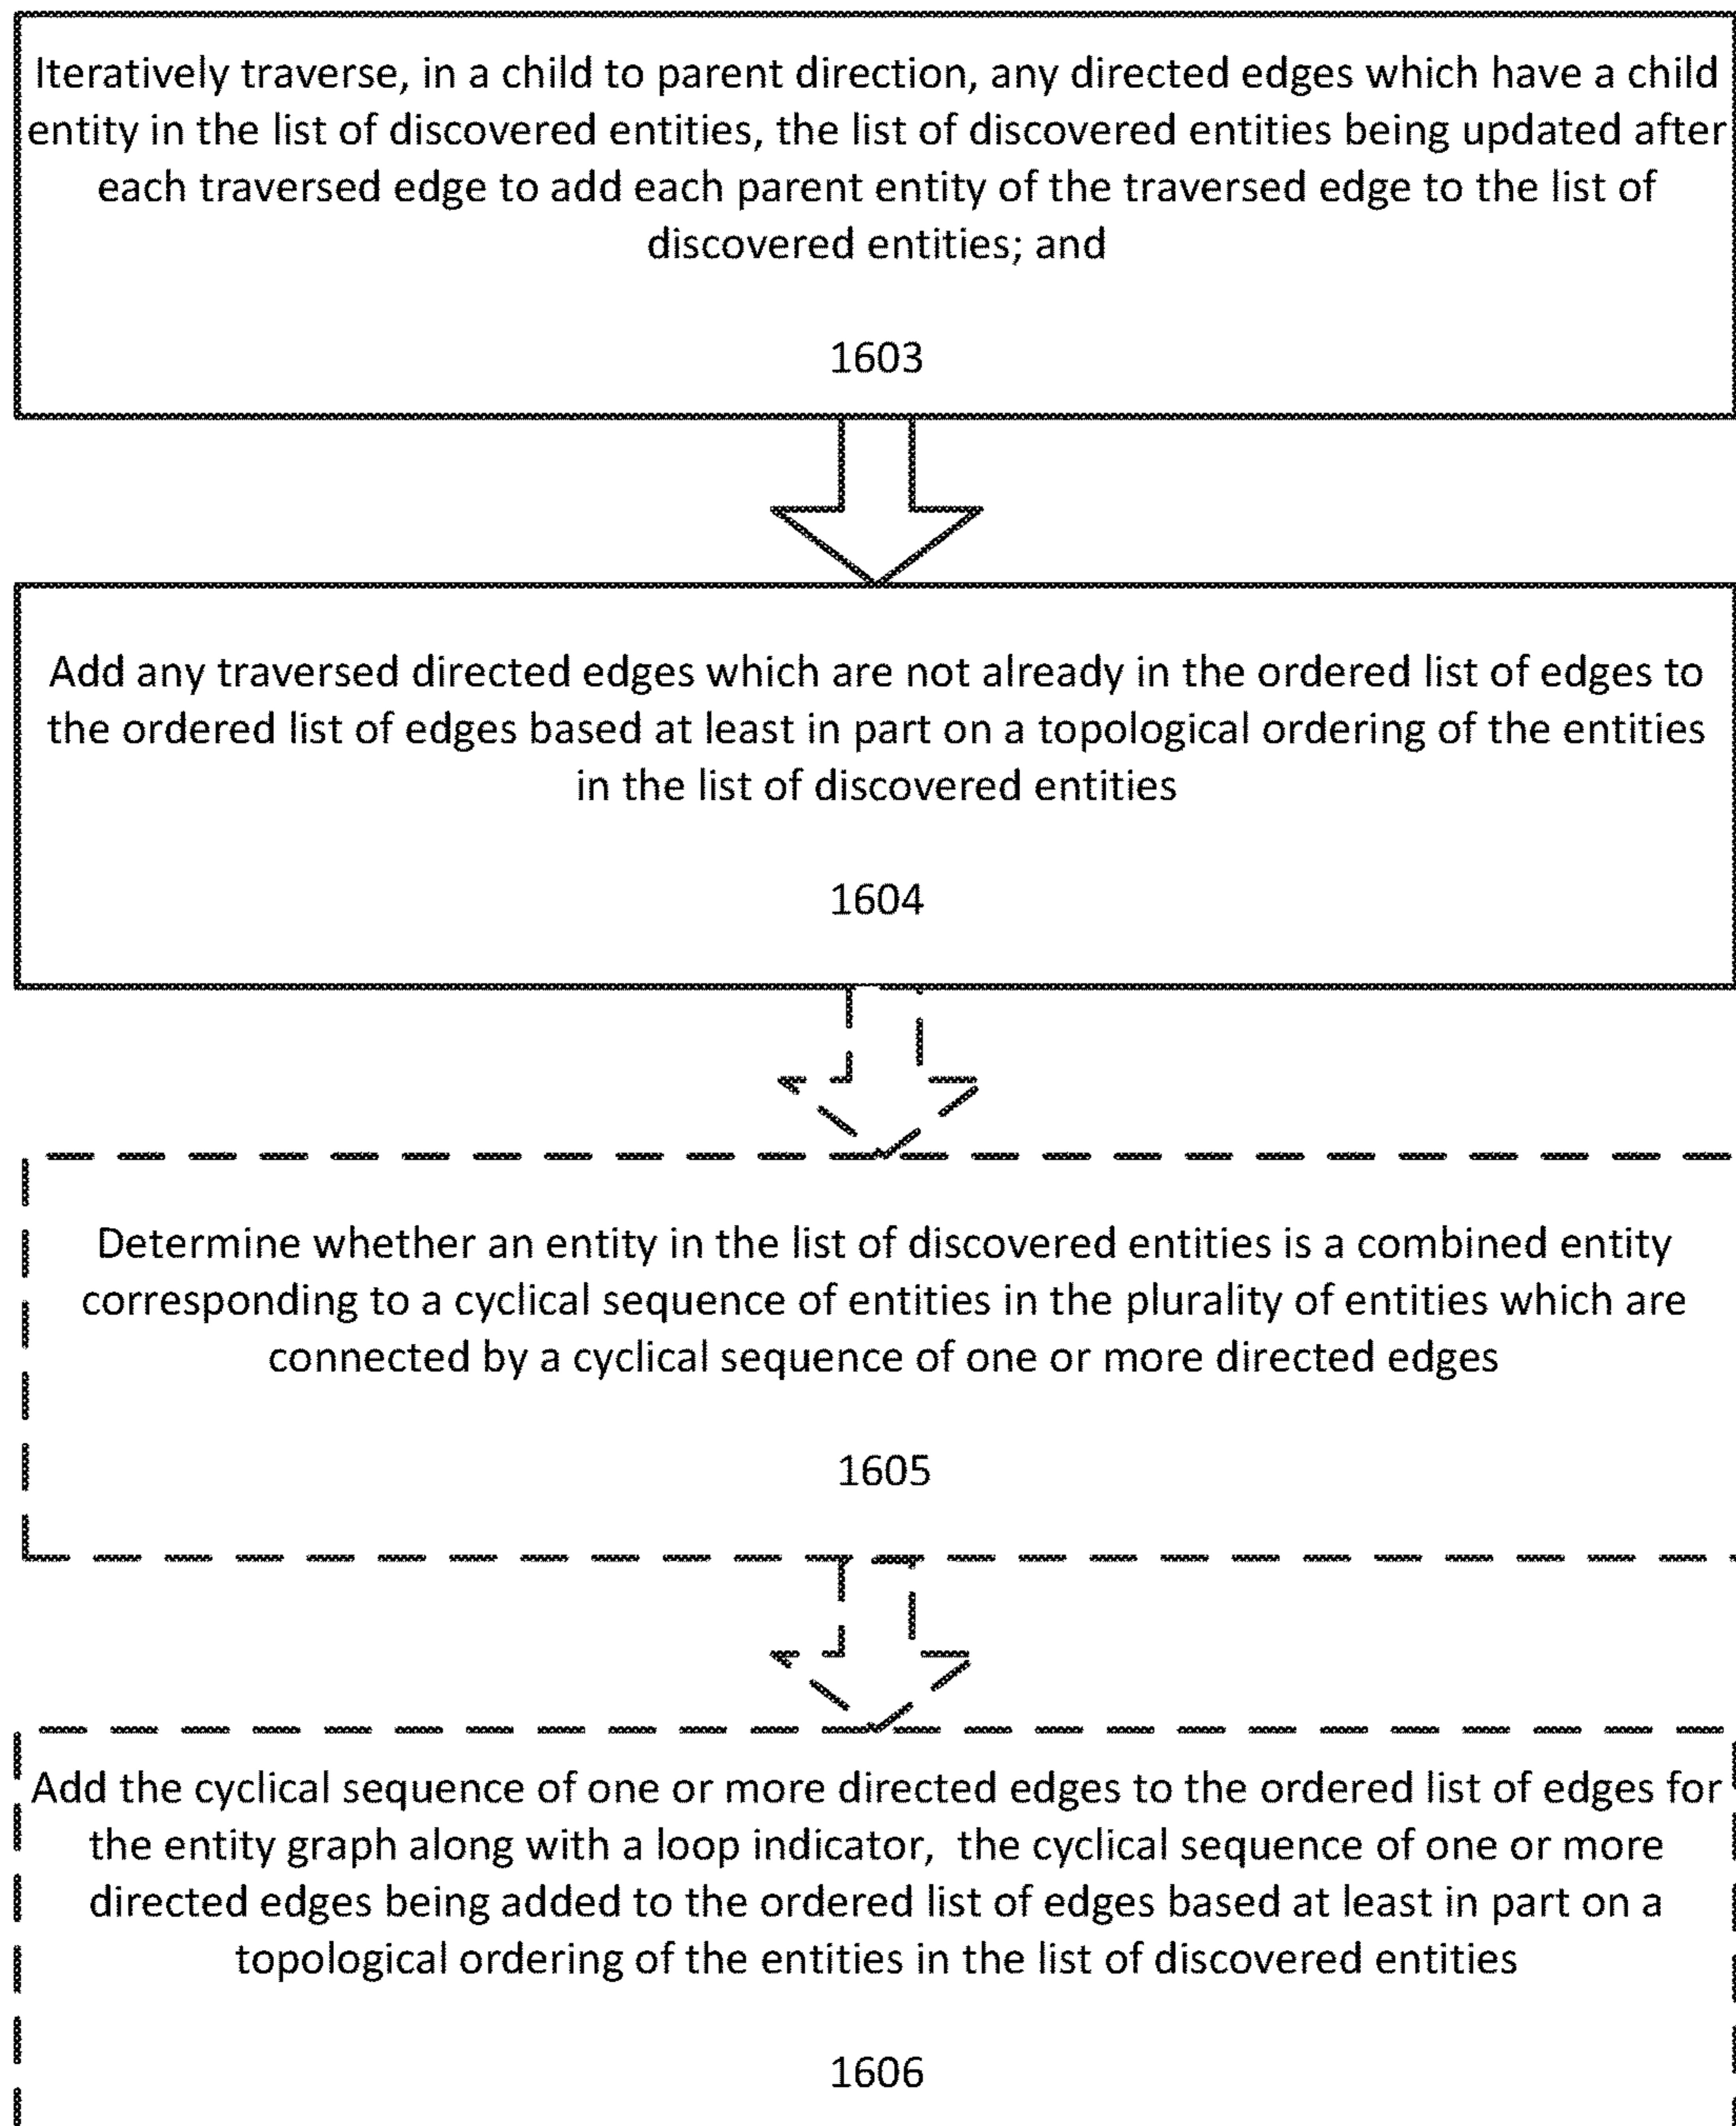 Iteratively traverse, in a child to parent direction, any directed edges which have a child
entity in the list of discovered entities, the list of discovered entities being updated after
each traversed edge to add each parent entity of the traversed edge to the list of
discovered entities; and
1603
Add any traversed directed edges which are not already in the ordered list of edges to
the ordered list of edges based at least in part on a topological ordering of the entities
in the list of discovered entities
1604
Determine whether an entity in the list of discovered entities is a combined entity
corresponding to a cyclical sequence of entities in the plurality of entities which are
connected by a cyclical sequence of one or more directed edges
1605
Add the cyclical sequence of one or more directed edges to the ordered list of edges for
the entity graph along with a loop indicator, the cyclical sequence of one or more
directed edges being added to the ordered list of edges based at least in part on a
topological ordering of the entities in the list of discovered entities
1606